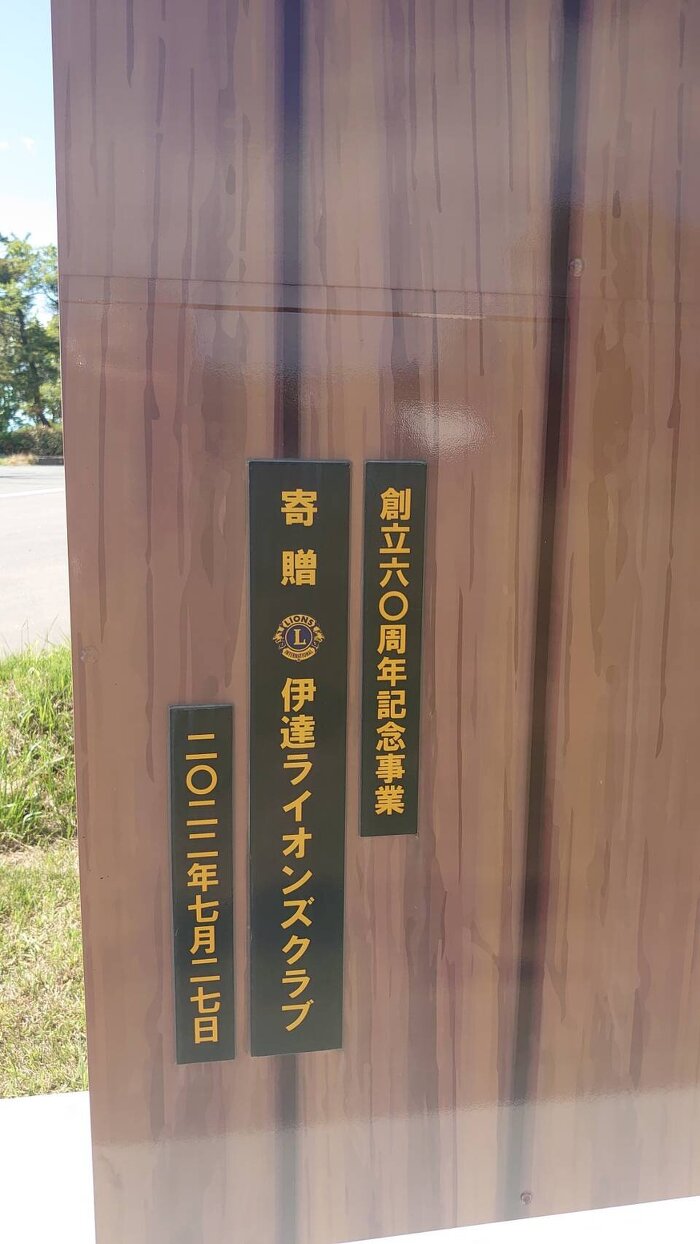 創立六〇周年記念事業
寄贈
LIONS
L
INTERNATIONAL
伊達ライオンズクラブ
二〇二二年七月二七日